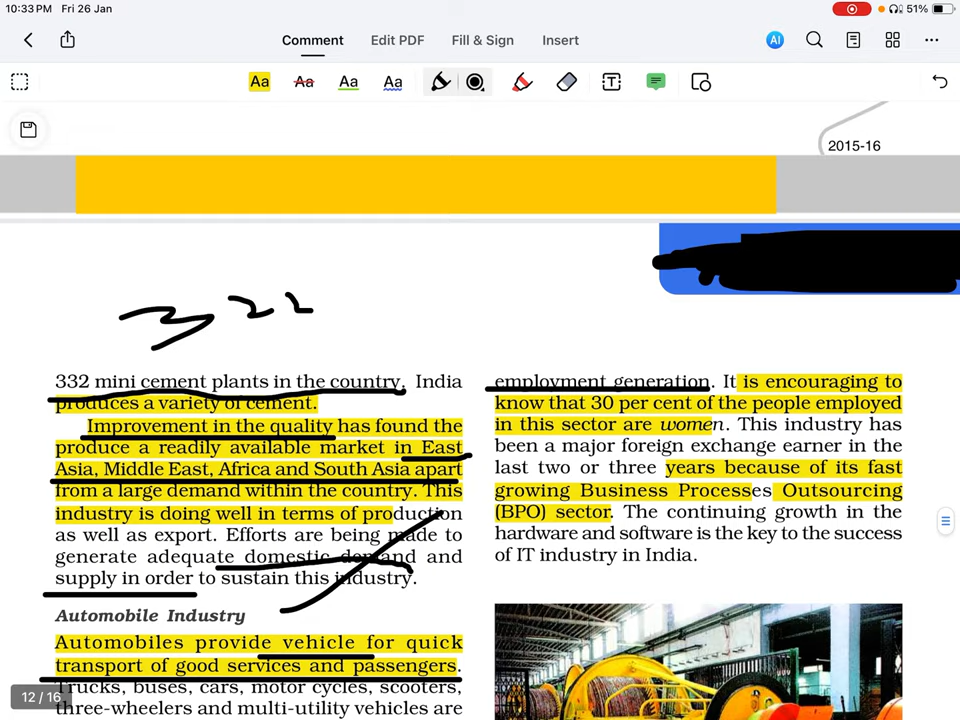 10:33 PM Fri 26 Jan
51%
Comment
Edit PDF
Fill & Sign
Insert
AI
Aa Aa Aa Aa T
2015-16
322
332 mini cement plants in the country. India
produces a variety of cement.
Improvement in the quality has found the
produce a readily available market in East
Asia, Middle East, Africa and South Asia apart
from a large demand within the country. This
industry is doing well in terms of production
as well as export. Efforts are being made to
generate adequate domestic demand and
supply in order to sustain this industry.
Automobile Industry
Automobiles provide vehicle for quick
transport of good services and passengers.
Trucks, buses, cars, motor cycles, scooters,
three-wheelers and multi-utility vehicles are
12 / 16
employment generation. It is encouraging to
know that 30 per cent of the people employed
in this sector are women. This industry has
been a major foreign exchange earner in the
last two or three years because of its fast
growing Business Processes Outsourcing
(BPO) sector. The continuing growth in the
hardware and software is the key to the success
of IT industry in India.